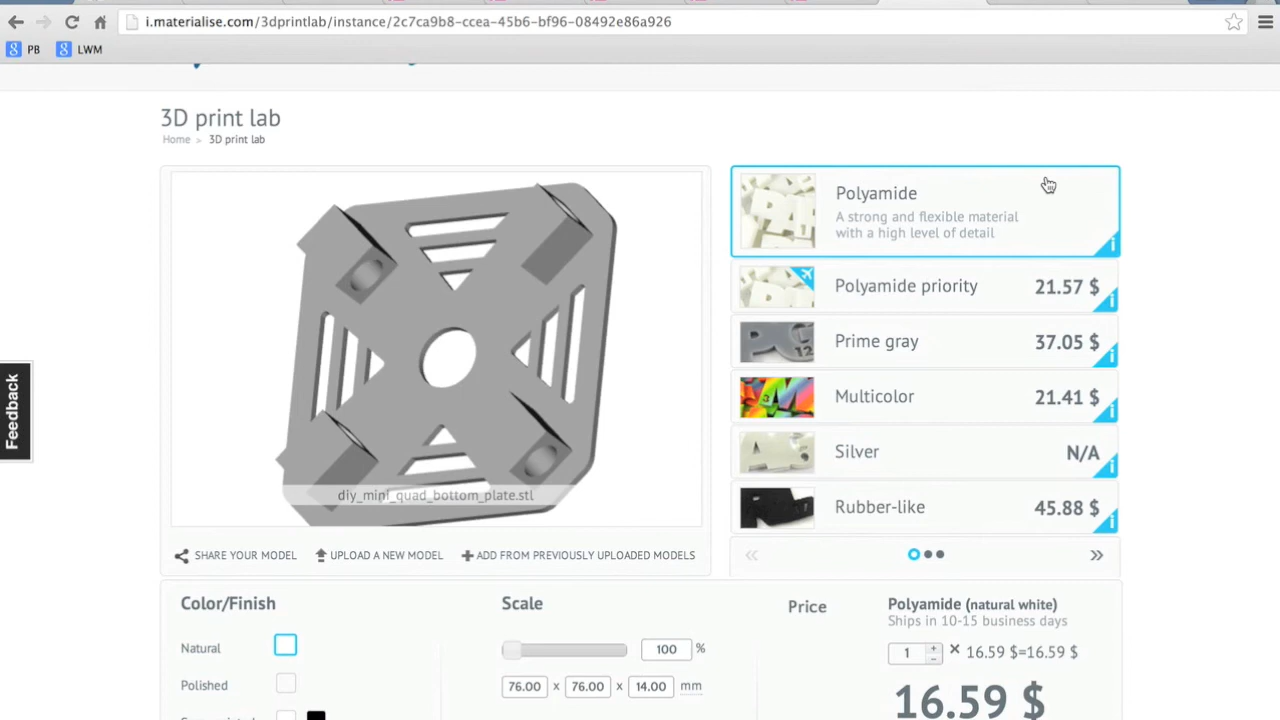 i.materialise.com/3dprintlab/instance/2c7ca9b8-ccea-45b6-bf96-08492e86a926
PB LWM
3D print lab
Home > 3D print lab
diy_mini_quad_bottom_plate.stl
SHARE YOUR MODEL UPLOAD A NEW MODEL ADD FROM PREVIOUSLY UPLOADED MODELS
Polyamide
A strong and flexible material
with a high level of detail
Polyamide priority 21.57 $
Prime gray 37.05 $
Multicolor 21.41 $
Silver N/A
Rubber-like 45.88 $
Feedback
Color/Finish
Natural
Polished
Scale
100 %
76.00 x 76.00 x 14.00 mm
Price
Polyamide (natural white)
Ships in 10-15 business days
1 × 16.59 $=16.59 $
16.59 $